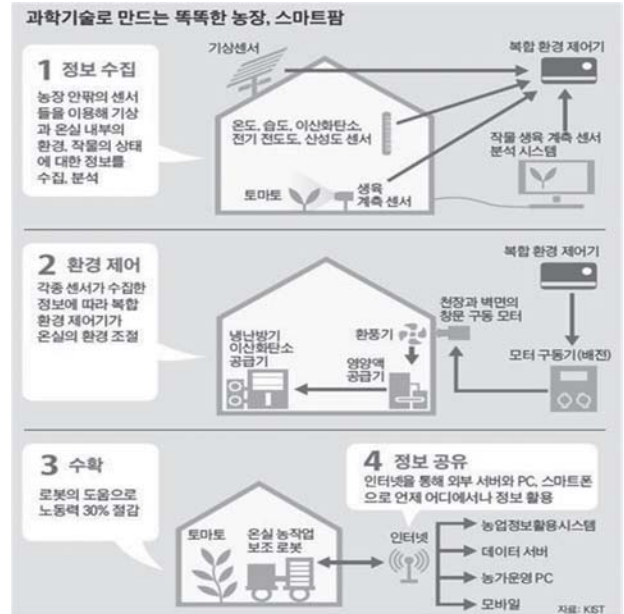 과학기술로 만드는 똑똑한 농장, 스마트팜
1 정보 수집
농장 안팎의 센서
들을 이용해 기상
과 온실 내부의
환경, 작물의 상태
에 대한 정보를
수집, 분석
기상센서
복합 환경 제어기
온도, 습도, 이산화탄소,
전기 전도도, 산성도 센서
작물 생육 계측 센서
분석 시스템
토마토
생육
계측 센서
2 환경 제어
각종 센서가 수집한
정보에 따라 복합
환경 제어기가
온실의 환경 조절
복합 환경 제어기
천장과 벽면의
창문 구동 모터
냉난방기
이산화탄소
공급기
환풍기
영양액
공급기
모터 구동기(배전)
3 수확
로봇의 도움으로
노동력 30% 절감
4 정보 공유
인터넷을 통해 외부 서버와 PC, 스마트폰
으로 언제 어디에서나 정보 활용
토마토
온실 농작업
보조 로봇
인터넷
농업정보활용시스템
데이터 서버
농가운영 PC
모바일
자료: KIST